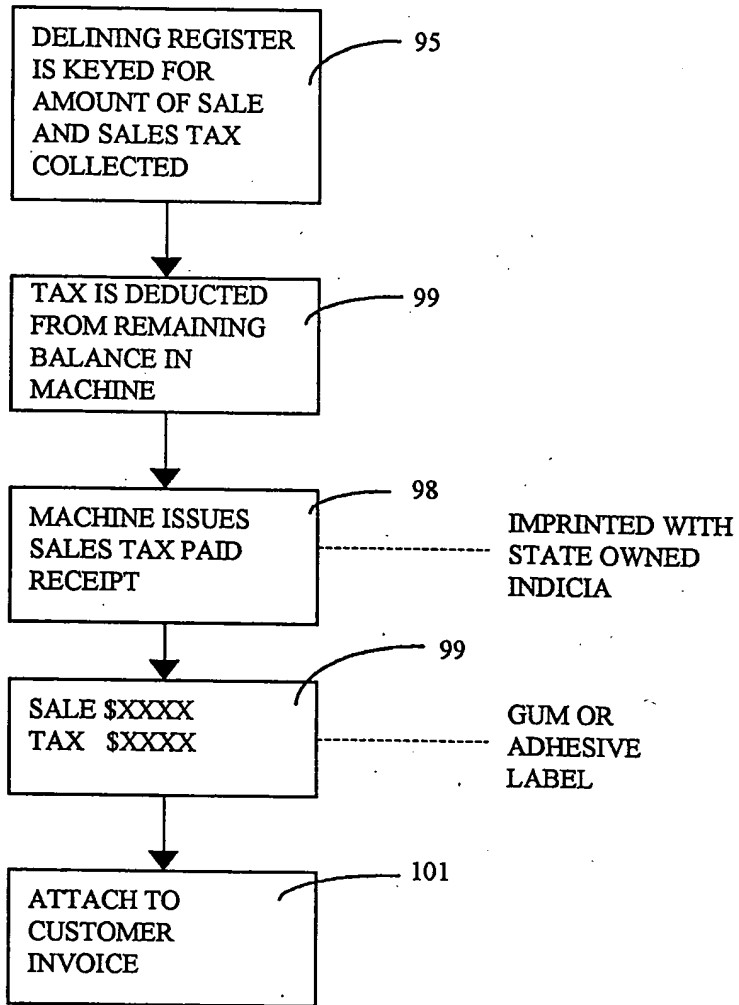 DELINING REGISTER
IS KEYED FOR
AMOUNT OF SALE
AND SALES TAX
COLLECTED
95
TAX IS DEDUCTED
FROM REMAINING
BALANCE IN
MACHINE
99
MACHINE ISSUES
SALES TAX PAID
RECEIPT
98
IMPRINTED WITH
STATE OWNED
INDICIA
SALE $XXXX
TAX $XXXX
99
GUM OR
ADHESIVE
LABEL
ATTACH TO
CUSTOMER
INVOICE
101